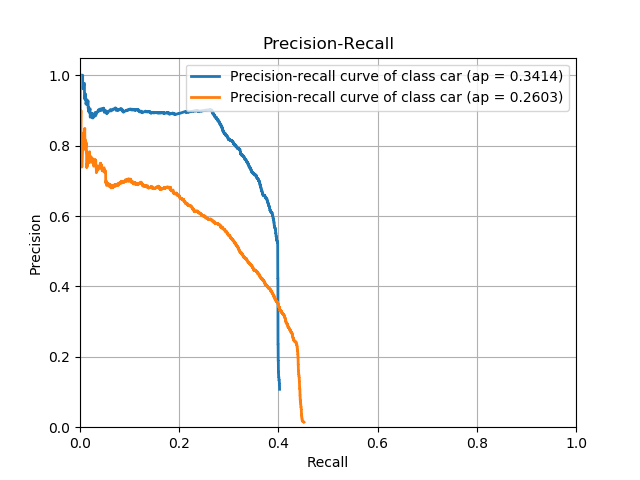 Precision-Recall
Precision-recall curve of class car (ap = 0.3414)
Precision-recall curve of class car (ap = 0.2603)
1.0
0.8
0.6
0.4
0.2
0.0
Precision
0.0 0.2 0.4 0.6 0.8 1.0
Recall